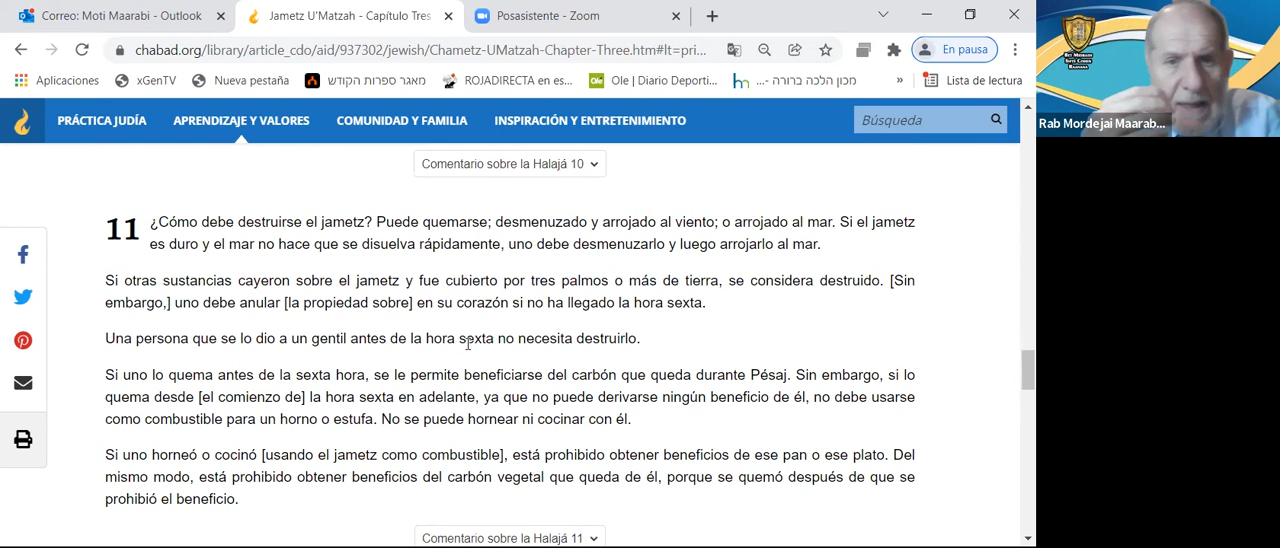 Correo: Moti Maarabi - Outlook
Jametz U'Matzah - Capítulo Tres
Posasistente - Zoom
chabad.org/library/article_cdo/aid/937302/jewish/Chametz-UMatzah-Chapter-Three.htm#lt=pri...
En pausa
Aplicaciones
xGenTV
Nueva pestaña
מאגר ספרות הקודש
ROJADIRECTA en es...
Ole | Diario Deporti...
מכון הלכה ברורה -...
»
Lista de lectura
BET MIDRASH
RAANANA
Rab Mordejai Maarab...
PRÁCTICA JUDÍA
APRENDIZAJE Y VALORES
COMUNIDAD Y FAMILIA
INSPIRACIÓN Y ENTRETENIMIENTO
Búsqueda
Comentario sobre la Halajá 10
11 ¿Cómo debe destruirse el jametz? Puede quemarse; desmenuzado y arrojado al viento; o arrojado al mar. Si el jametz
es duro y el mar no hace que se disuelva rápidamente, uno debe desmenuzarlo y luego arrojarlo al mar.
Si otras sustancias cayeron sobre el jametz y fue cubierto por tres palmos o más de tierra, se considera destruido. [Sin
embargo,] uno debe anular [la propiedad sobre] en su corazón si no ha llegado la hora sexta.
Una persona que se lo dio a un gentil antes de la hora sexta no necesita destruirlo.
Si uno lo quema antes de la sexta hora, se le permite beneficiarse del carbón que queda durante Pésaj. Sin embargo, si lo
quema desde [el comienzo de] la hora sexta en adelante, ya que no puede derivarse ningún beneficio de él, no debe usarse
como combustible para un horno o estufa. No se puede hornear ni cocinar con él.
Si uno horneó o cocinó [usando el jametz como combustible], está prohibido obtener beneficios de ese pan o ese plato. Del
mismo modo, está prohibido obtener beneficios del carbón vegetal que queda de él, porque se quemó después de que se
prohibió el beneficio.
Comentario sobre la Halajá 11